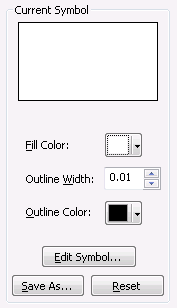 Current Symbol
Fill Color:
Outline Width: 0.01
Outline Color:
Edit Symbol...
Save As... Reset